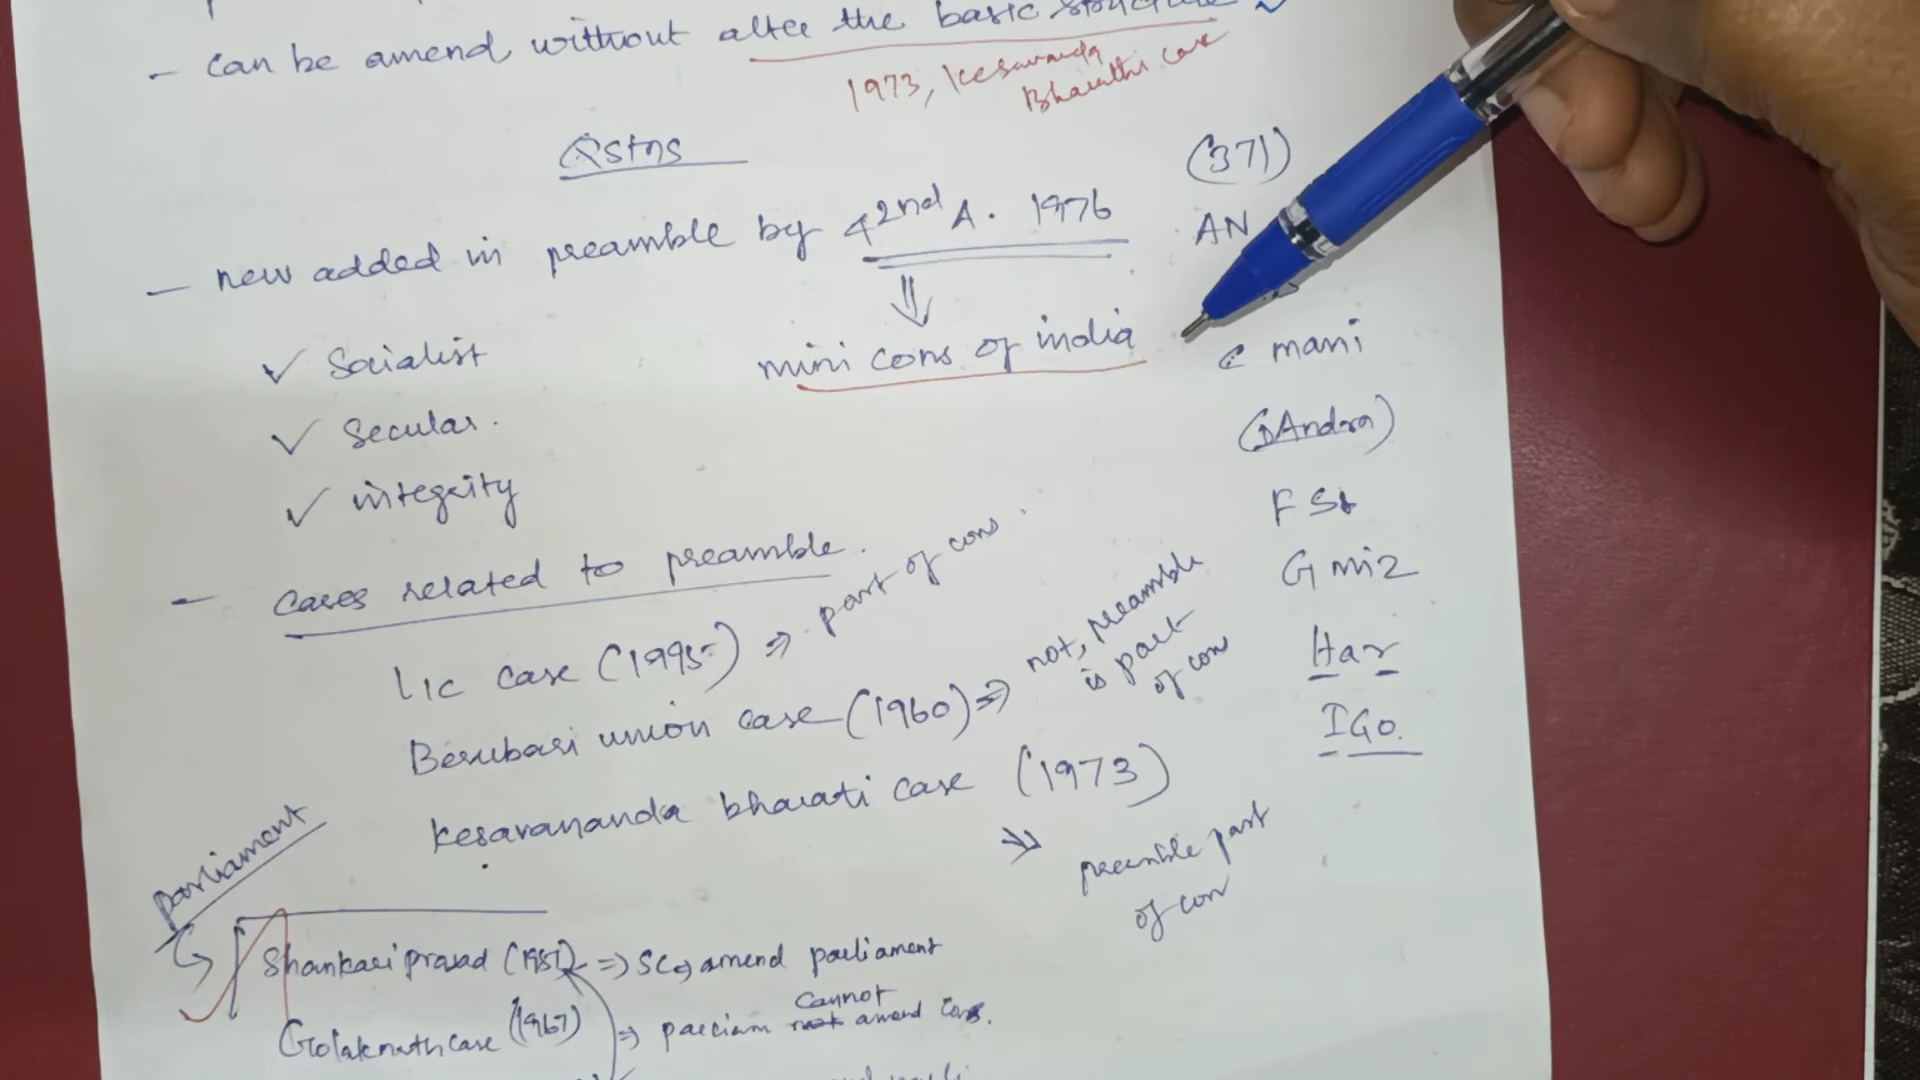 - can be amend without alter the basic structure
1973, Kesavanda
Bharathi case
Qstns
- new added in preamble by 42nd A. 1976
⇓
mini cons of india
✓ Socialist
✓ Secular.
✓ integrity
- cases related to preamble.
LIC case (1995) ⇒ part of cons
Berubari union case (1960) ⇒ not, preamble
is part
of con
Kesavananda bharati case (1973)
preamble part
of con
Parliament
Shankari prasad (1951) ⇒ SC → amend parliament
Golaknath case (1967) ⇒ parliam cannot amend cons.
(371)
AN
C mani
(D Andra)
F Sk
G miz
Har
I Go.